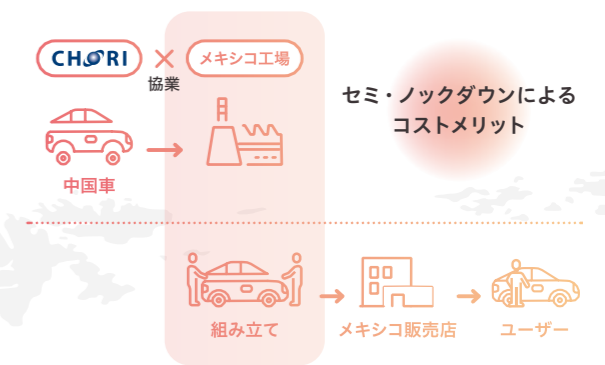 CHORI
メキシコ工場
協業
セミ・ノックダウンによる
コストメリット
中国車
組み立て
メキシコ販売店
ユーザー